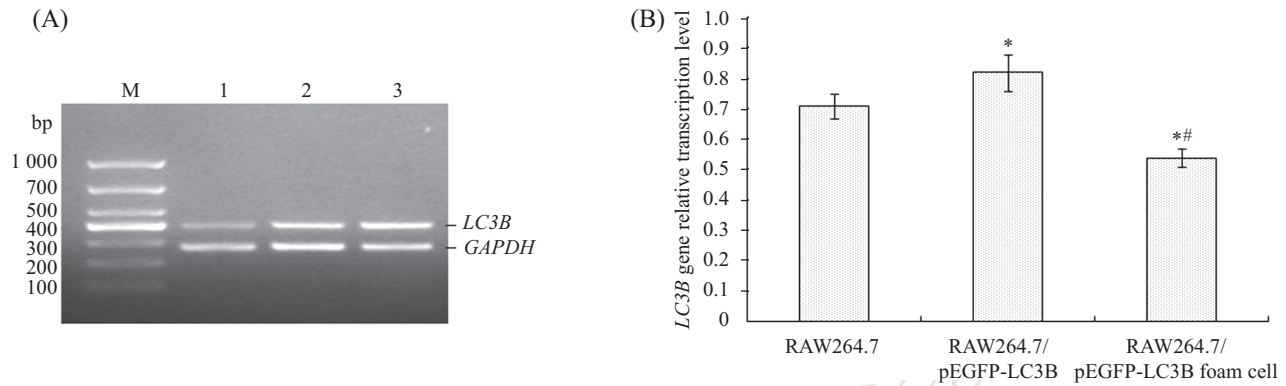 (A)
M 1 2 3
bp
1 000
700
500
400
300
200
100
LC3B
GAPDH
(B)
LC3B gene relative transcription level
1.0
0.9
0.8
0.7
0.6
0.5
0.4
0.3
0.2
0.1
0
*
*#
RAW264.7
RAW264.7/
pEGFP-LC3B
RAW264.7/
pEGFP-LC3B foam cell